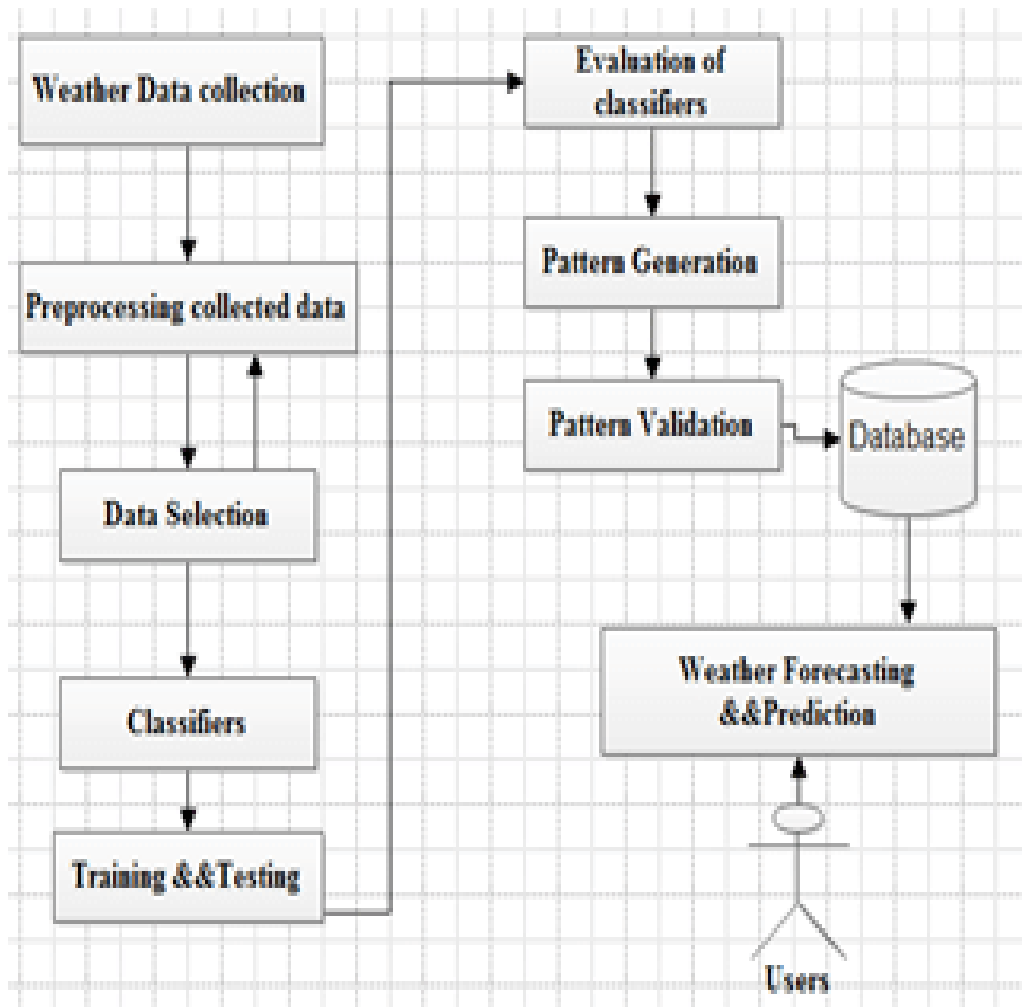 Weather Data collection
Preprocessing collected data
Data Selection
Classifiers
Training &&Testing
Evaluation of
classifiers
Pattern Generation
Pattern Validation
Database
Weather Forecasting
&&Prediction
Users